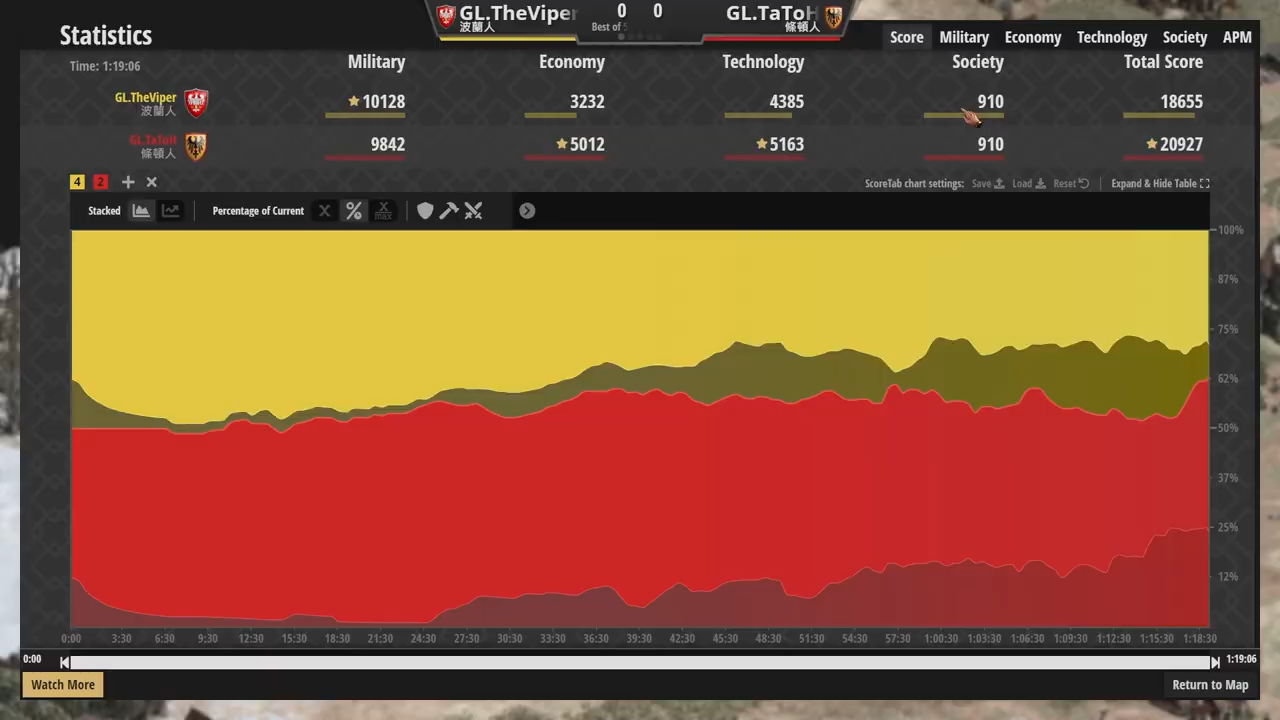 GL.TheViper
波蘭人
0 0
Best of 5
GL.TaToH
條頓人
Statistics
Score Military Economy Technology Society APM
Time: 1:19:06
Military Economy Technology Society Total Score
GL.TheViper
波蘭人
10128 3232 4385 910 18655
GL.TaToH
條頓人
9842 5012 5163 910 20927
4 2
ScoreTab chart settings: Save Load Reset Expand & Hide Table
Stacked Percentage of Current X % X max
100%
87%
75%
62%
50%
37%
25%
12%
0:00 3:30 6:30 9:30 12:30 15:30 18:30 21:30 24:30 27:30 30:30 33:30 36:30 39:30 42:30 45:30 48:30 51:30 54:30 57:30 1:00:30 1:03:30 1:06:30 1:09:30 1:12:30 1:15:30 1:18:30
0:00 1:19:06
Watch More Return to Map